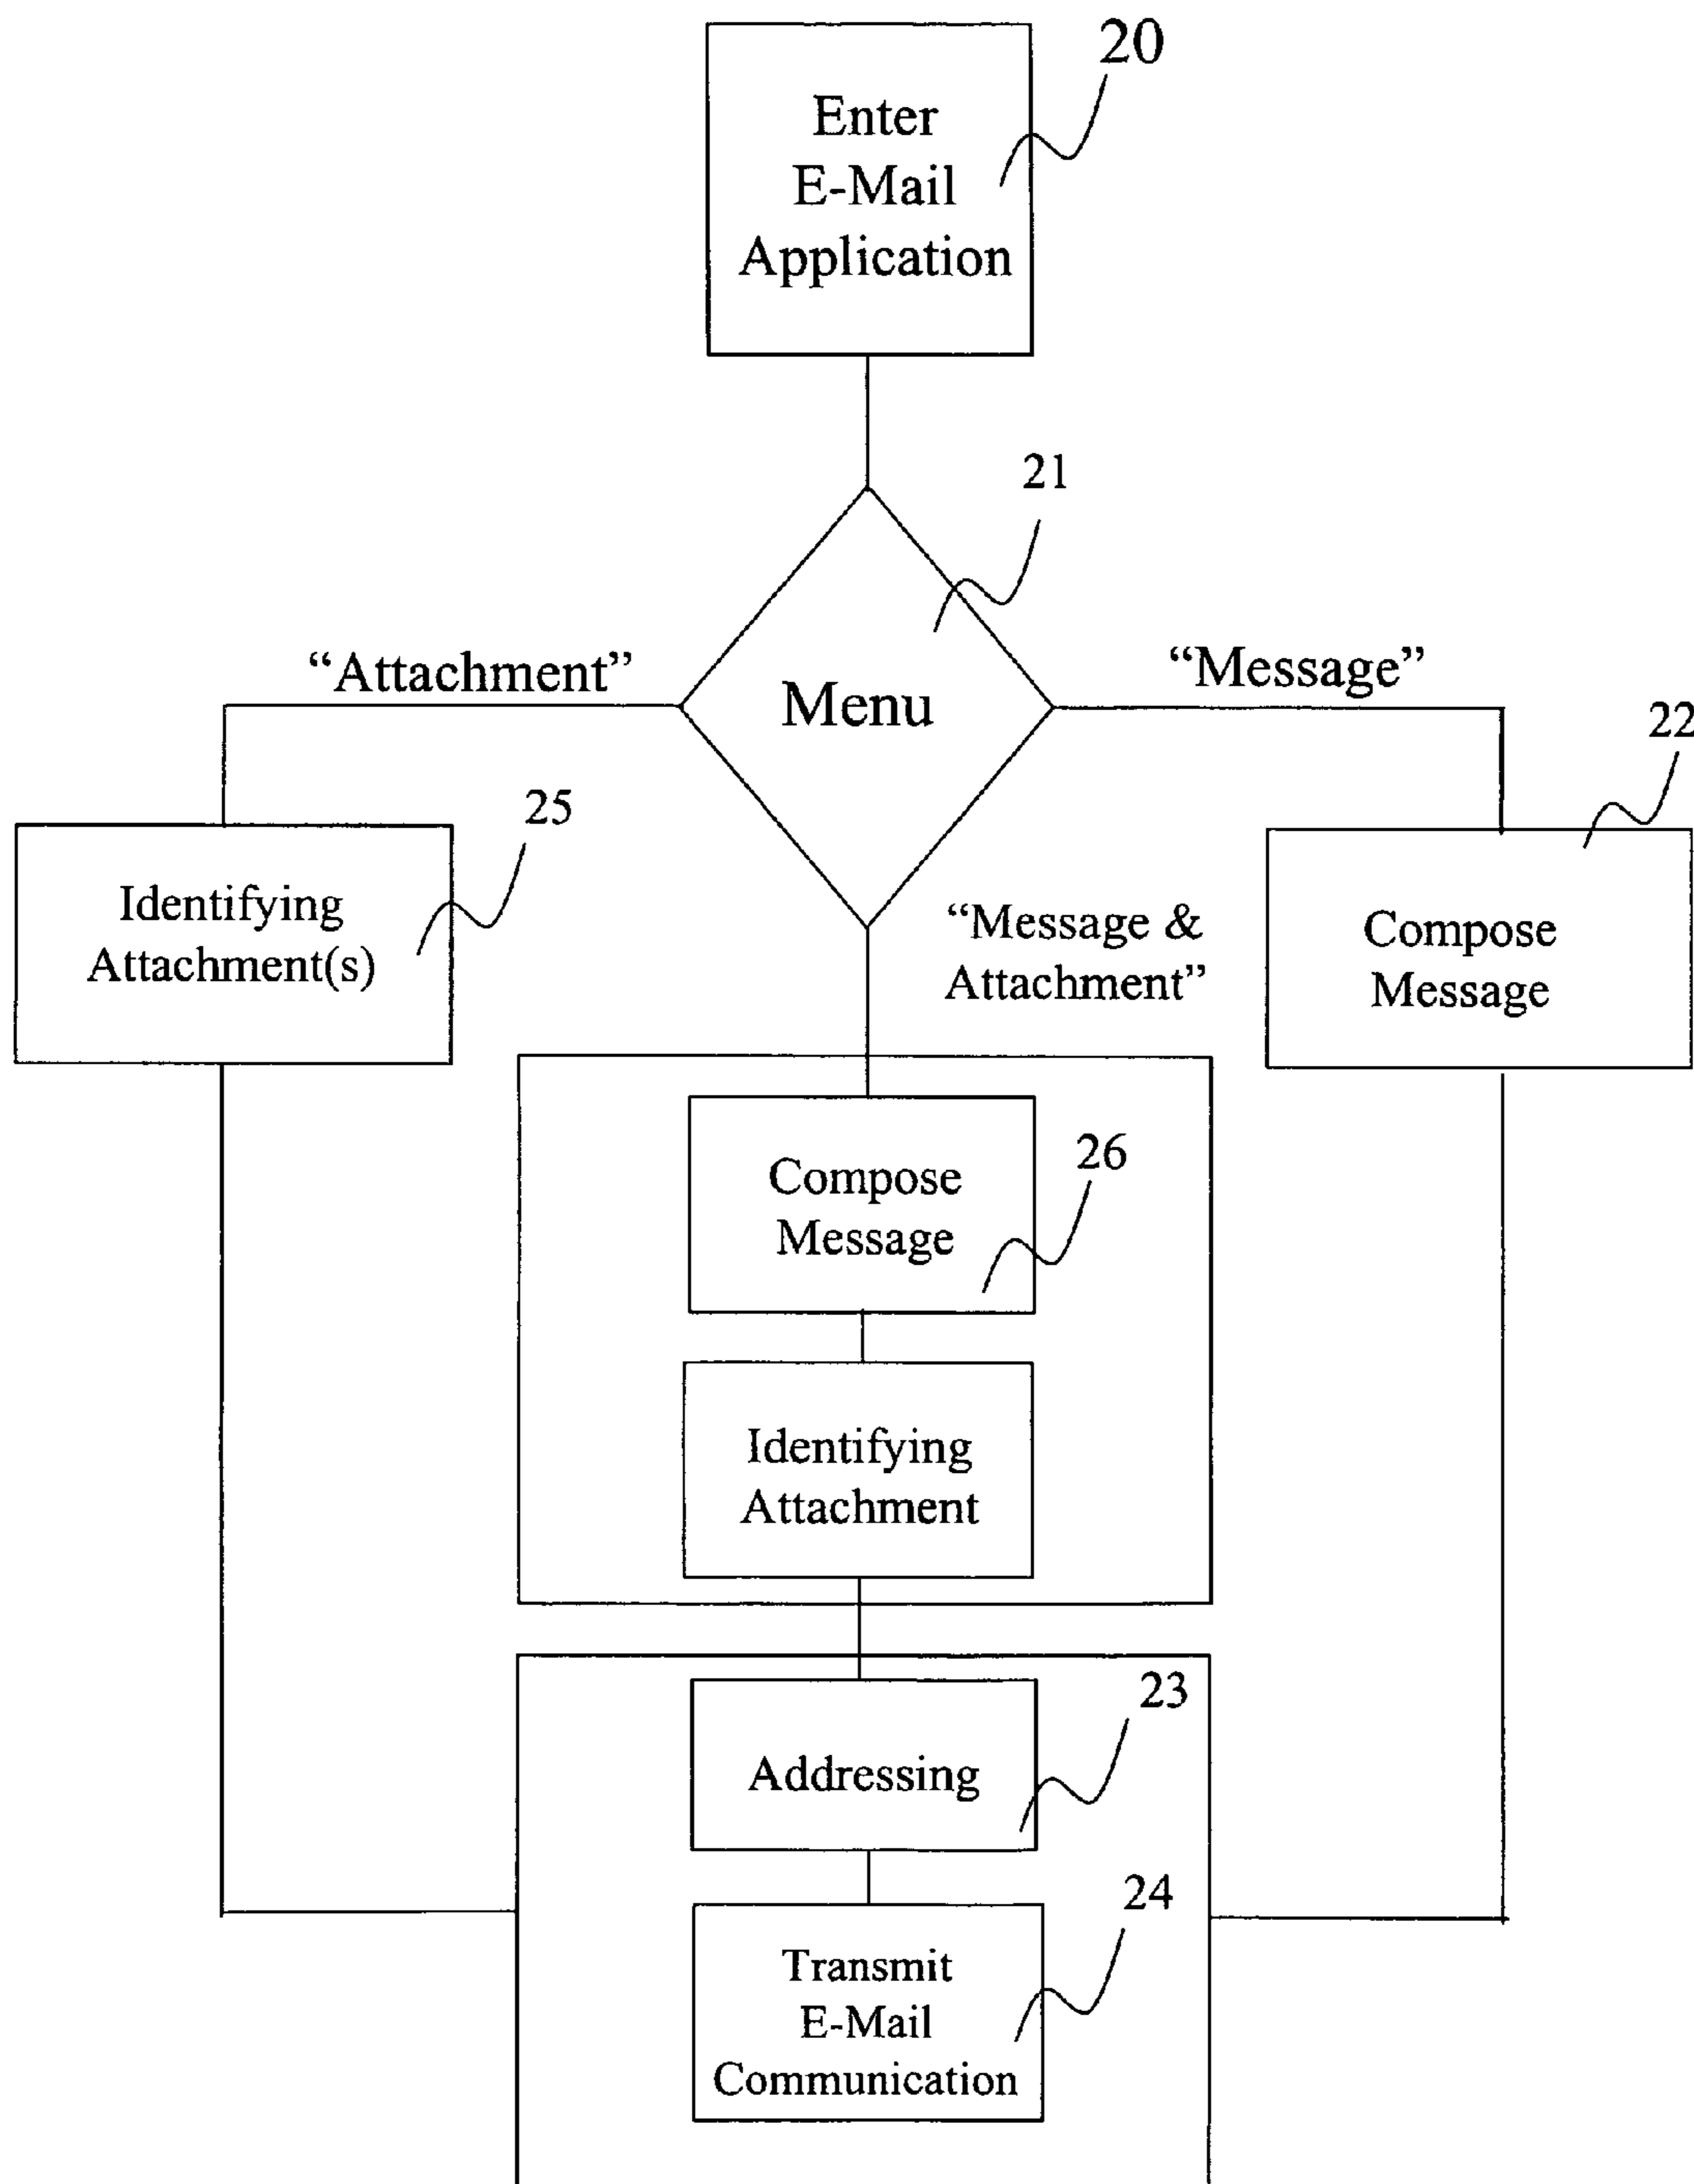 20
Enter
E-Mail
Application
21
“Attachment”
“Message”
Menu
22
25
Identifying
Attachment(s)
“Message &
Attachment”
Compose
Message
26
Compose
Message
Identifying
Attachment
23
Addressing
24
Transmit
E-Mail
Communication